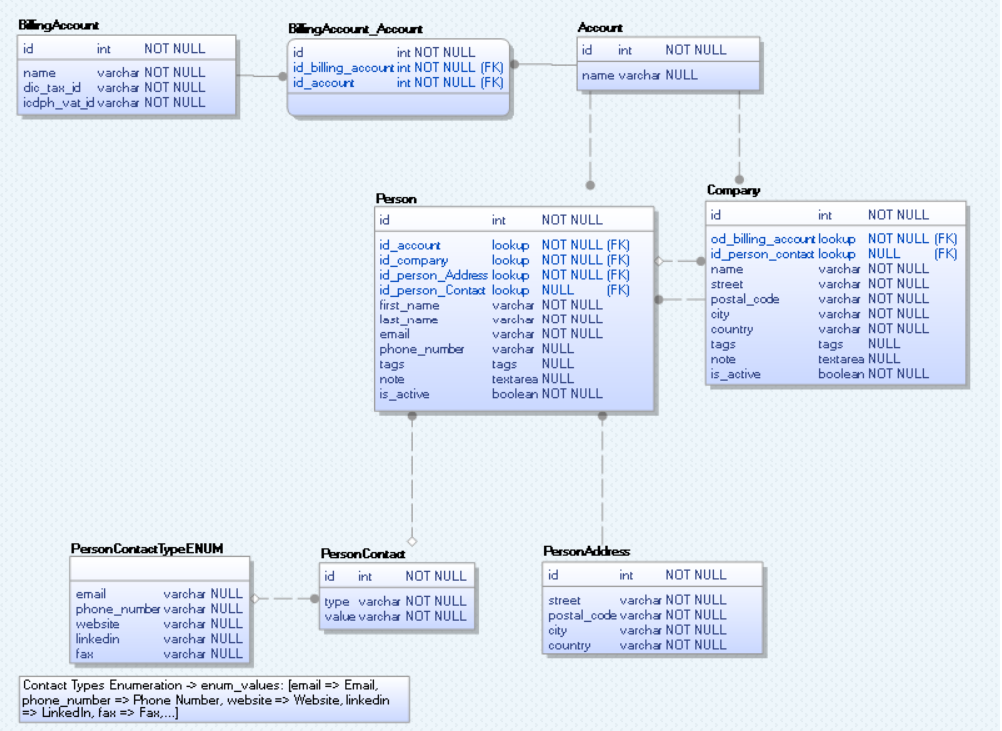 BillingAccount
id int NOT NULL
name varchar NOT NULL
dic_tax_id varchar NOT NULL
icdph_vat_id varchar NOT NULL
BillingAccount_Account
id int NOT NULL
id_billing_account int NOT NULL (FK)
id_account int NOT NULL (FK)
Account
id int NOT NULL
name varchar NULL
Person
id int NOT NULL
id_account lookup NOT NULL (FK)
id_company lookup NOT NULL (FK)
id_person_Address lookup NOT NULL (FK)
id_person_Contact lookup NULL (FK)
first_name varchar NOT NULL
last_name varchar NOT NULL
email varchar NOT NULL
phone_number varchar NULL
tags tags NULL
note textarea NULL
is_active boolean NOT NULL
Company
id int NOT NULL
od_billing_account lookup NOT NULL (FK)
id_person_contact lookup NULL (FK)
name varchar NOT NULL
street varchar NOT NULL
postal_code varchar NOT NULL
city varchar NOT NULL
country varchar NOT NULL
tags tags NULL
note textarea NULL
is_active boolean NOT NULL
PersonContactTypeENUM
email varchar NULL
phone_number varchar NULL
website varchar NULL
linkedin varchar NULL
fax varchar NULL
PersonContact
id int NOT NULL
type varchar NOT NULL
value varchar NOT NULL
PersonAddress
id int NOT NULL
street varchar NOT NULL
postal_code varchar NOT NULL
city varchar NOT NULL
country varchar NOT NULL
Contact Types Enumeration -> enum_values: [email => Email,
phone_number => Phone Number, website => Website, linkedin
=> LinkedIn, fax => Fax,...]